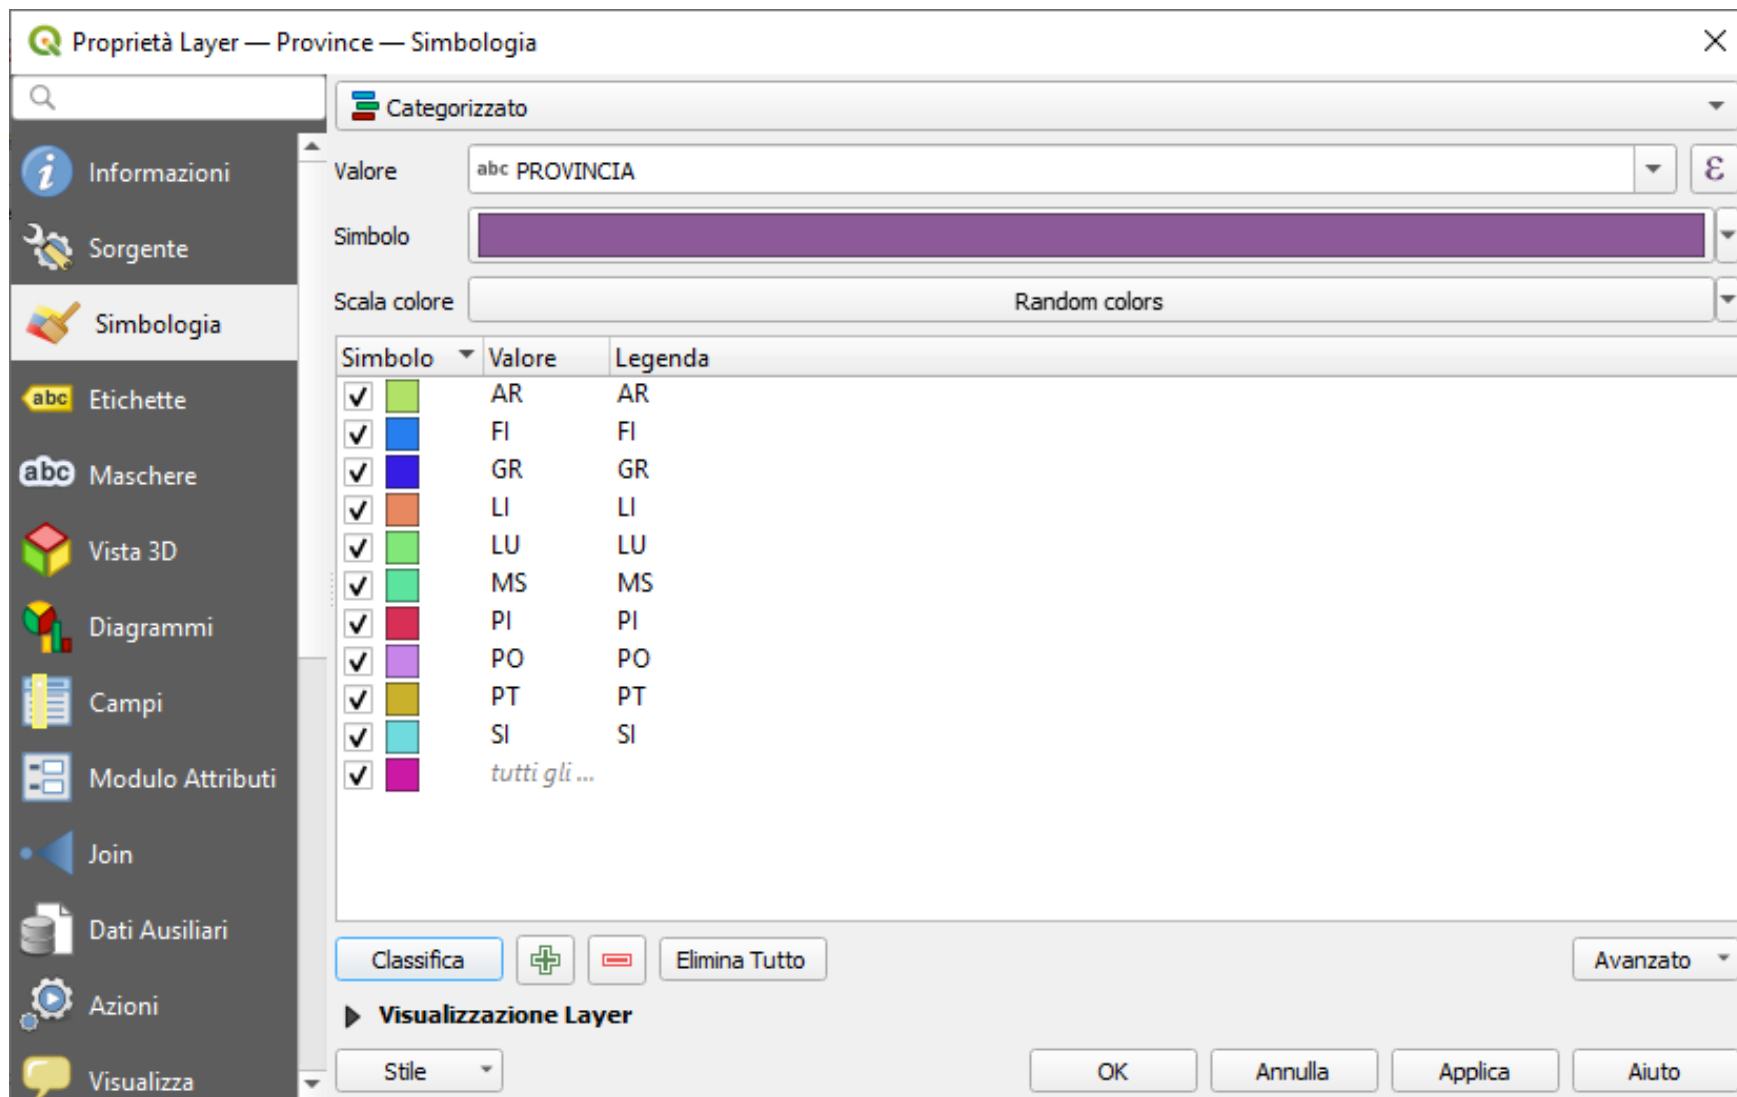 Proprietà Layer — Province — Simbologia
Informazioni
Sorgente
Simbologia
abc Etichette
abc Maschere
Vista 3D
Diagrammi
Campi
Modulo Attributi
Join
Dati Ausiliari
Azioni
Visualizza
Categorizzato
Valore abc PROVINCIA ε
Simbolo
Scala colore Random colors
Simbolo Valore Legenda
AR AR
FI FI
GR GR
LI LI
LU LU
MS MS
PI PI
PO PO
PT PT
SI SI
tutti gli ...
Classifica Elimina Tutto Avanzato
Visualizzazione Layer
Stile OK Annulla Applica Aiuto